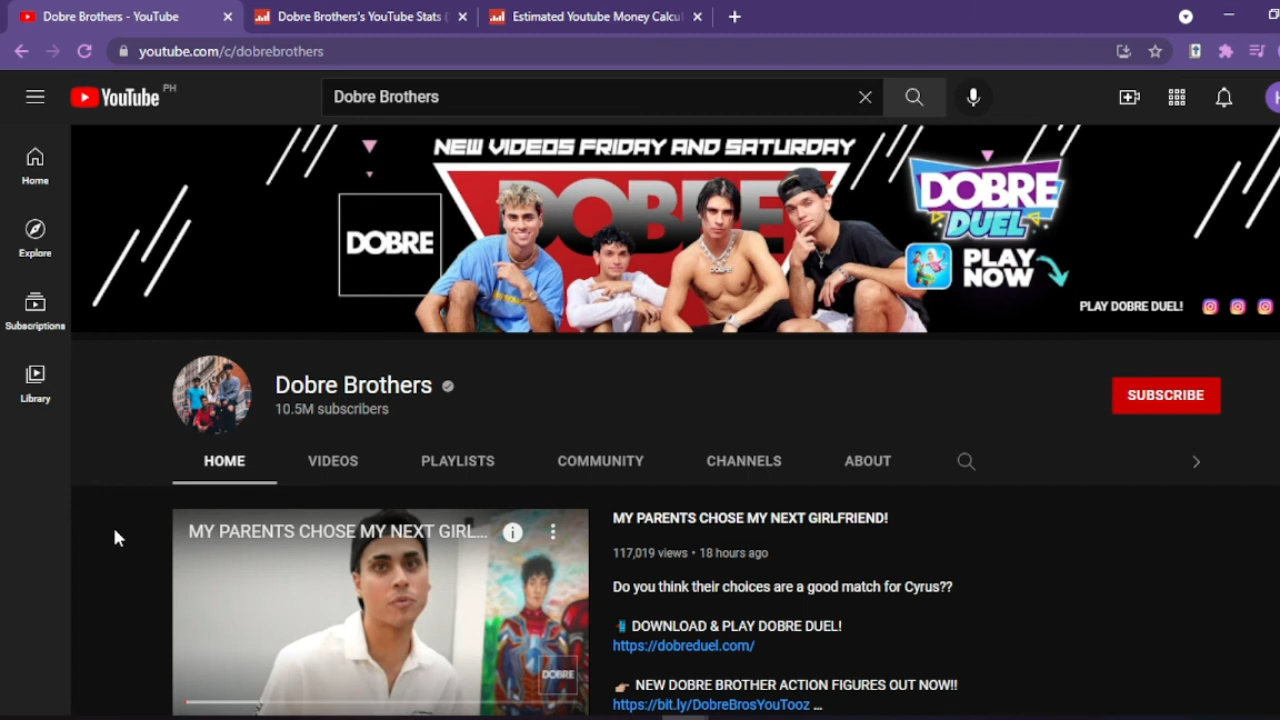 Dobre Brothers - YouTube
Dobre Brothers's YouTube Stats (
Estimated Youtube Money Calcul
youtube.com/c/dobrebrothers
YouTube PH
Dobre Brothers
Home
Explore
Subscriptions
Library
NEW VIDEOS FRIDAY AND SATURDAY
DOBRE
DOBRE
DOBRE DUEL
PLAY NOW
PLAY DOBRE DUEL!
Dobre Brothers
10.5M subscribers
SUBSCRIBE
HOME VIDEOS PLAYLISTS COMMUNITY CHANNELS ABOUT
MY PARENTS CHOSE MY NEXT GIRL...
DOBRE
MY PARENTS CHOSE MY NEXT GIRLFRIEND!
117,019 views • 18 hours ago
Do you think their choices are a good match for Cyrus??
DOWNLOAD & PLAY DOBRE DUEL!
https://dobreduel.com/
NEW DOBRE BROTHER ACTION FIGURES OUT NOW!!
https://bit.ly/DobreBrosYouTooz ...